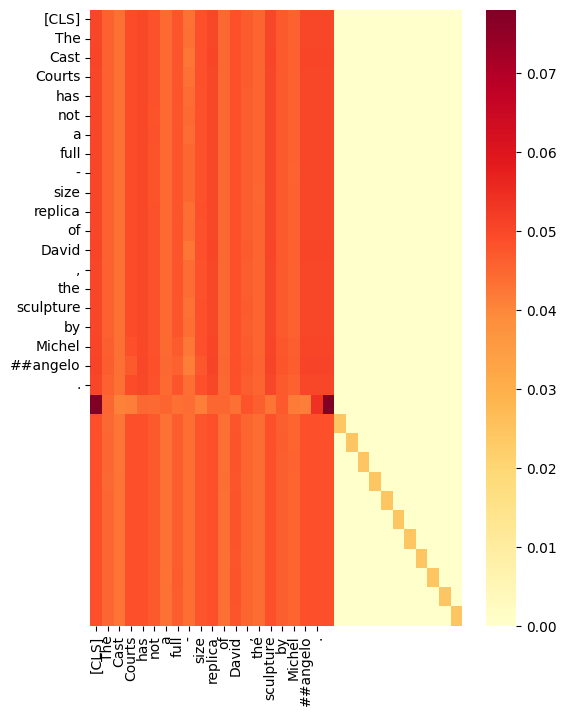 [CLS]
The
Cast
Courts
has
not
a
full
-
size
replica
of
David
,
the
sculpture
by
Michel
##angelo
.
0.07
0.06
0.05
0.04
0.03
0.02
0.01
0.00
[CLS]
The
Cast
Courts
has
not
a
full
-
size
replica
of
David
,
the
sculpture
by
Michel
##angelo
.